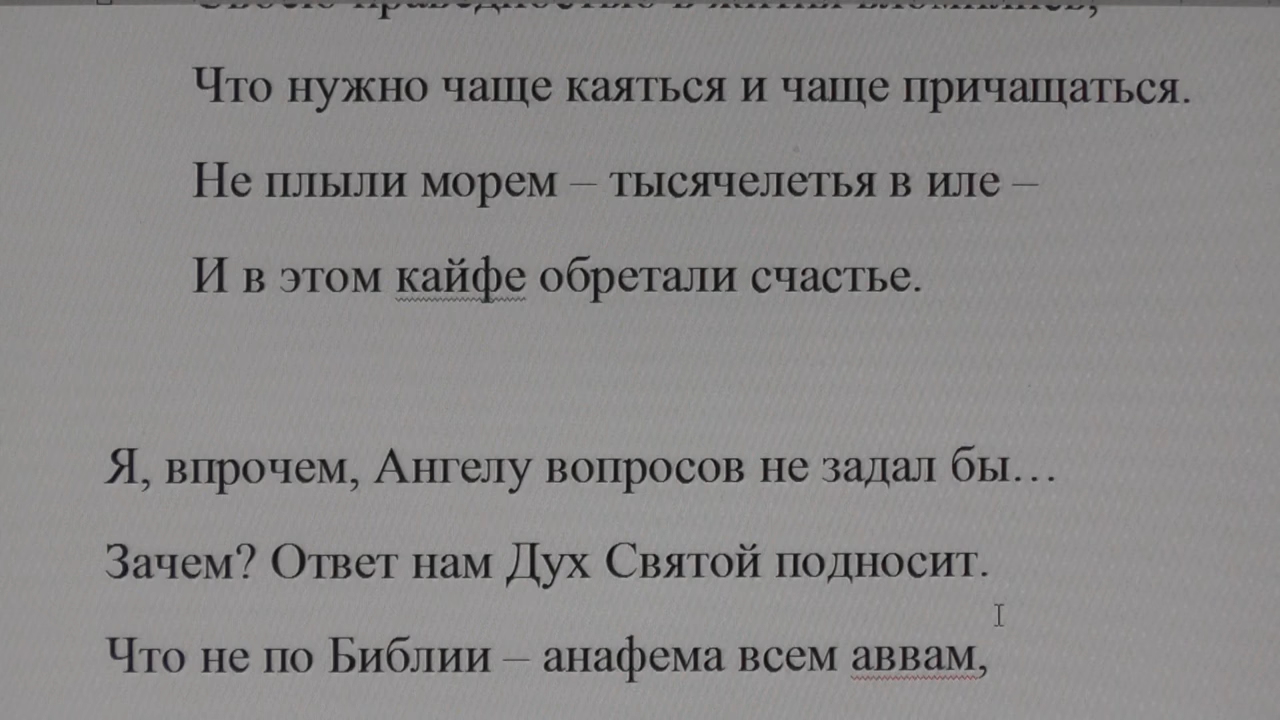 Что нужно чаще каяться и чаще причащаться.
Не плыли морем – тысячелетья в иле –
И в этом кайфе обретали счастье.
Я, впрочем, Ангелу вопросов не задал бы…
Зачем? Ответ нам Дух Святой подносит.
Что не по Библии – анафема всем аввам,